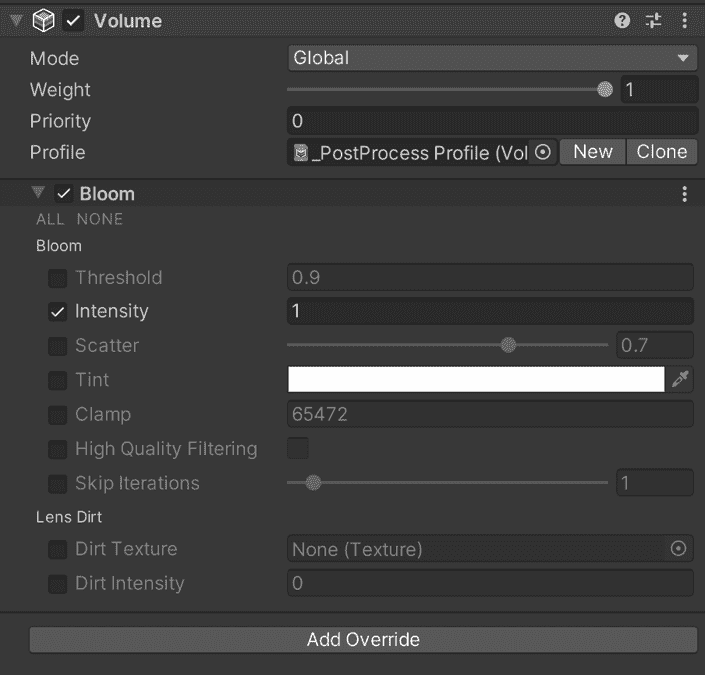 Volume
Mode Global
Weight 1
Priority 0
Profile _PostProcess Profile (Vol New Clone
Bloom
ALL NONE
Bloom
Threshold 0.9
Intensity 1
Scatter 0.7
Tint
Clamp 65472
High Quality Filtering
Skip Iterations 1
Lens Dirt
Dirt Texture None (Texture)
Dirt Intensity 0
Add Override